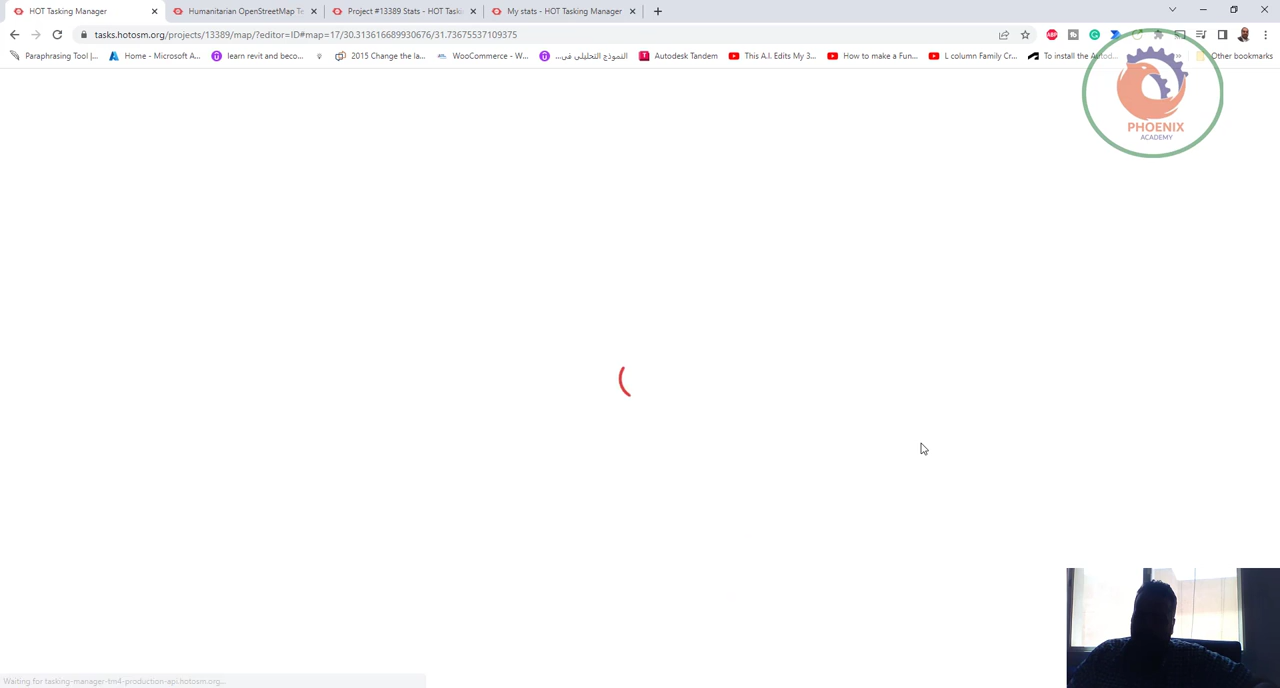 HOT Tasking Manager
Humanitarian OpenStreetMap Te
Project #13389 Stats - HOT Taski
My stats - HOT Tasking Manager
tasks.hotosm.org/projects/13389/map/?editor=ID#map=17/30.313616689930676/31.73675537109375
Paraphrasing Tool |...
Home - Microsoft A...
learn revit and beco...
2015 Change the la...
WooCommerce - W...
النموذج التحليلي في...
Autodesk Tandem
This A.I. Edits My 3...
How to make a Fun...
L column Family Cr...
To install the Autod...
Other bookmarks
PHOENIX
ACADEMY
Waiting for tasking-manager-tm4-production-api.hotosm.org...